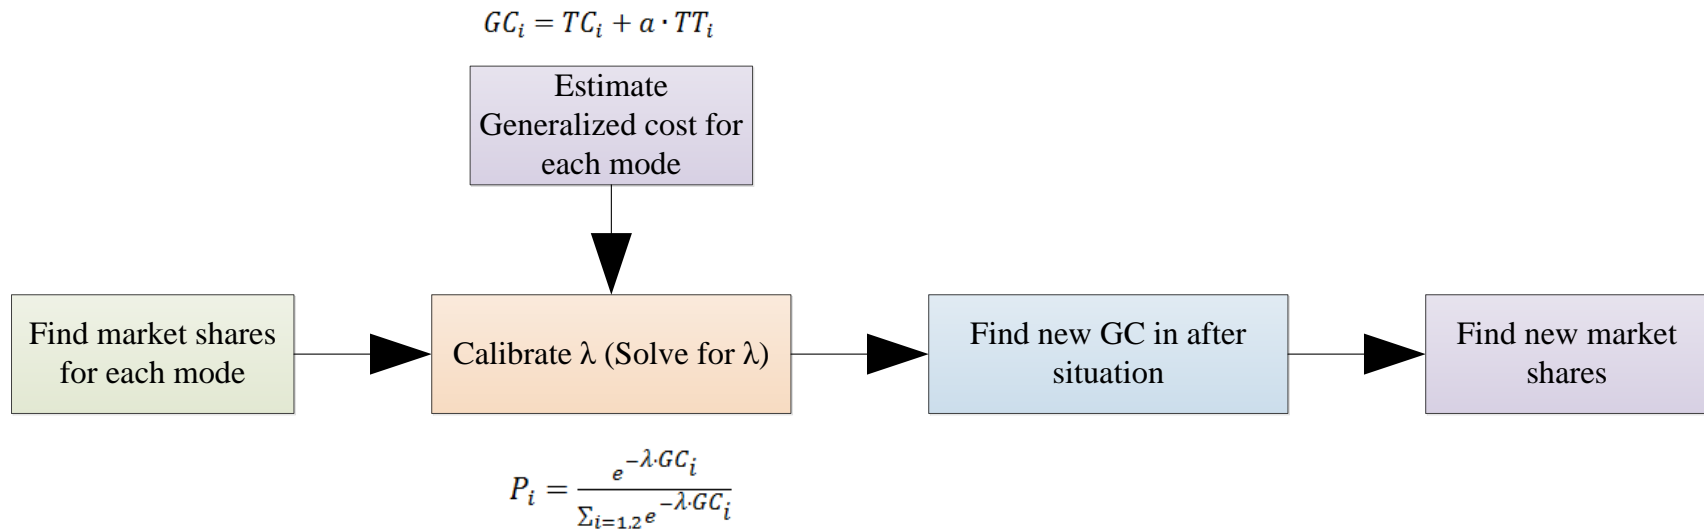 GC_i = TC_i + a · TT_i
Estimate
Generalized cost for
each mode
Find market shares
for each mode
Calibrate λ (Solve for λ)
Find new GC in after
situation
Find new market
shares
P_i = e^{-λ·GC_i} / Σ_{i=1,2} e^{-λ·GC_i}